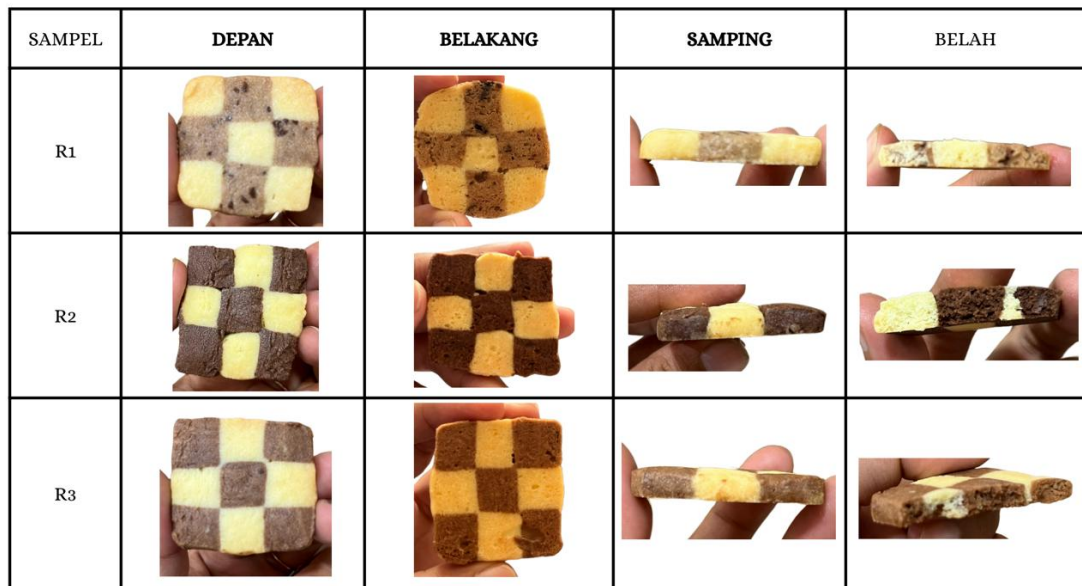 SAMPEL
DEPAN
BELAKANG
SAMPING
BELAH
R1
R2
R3